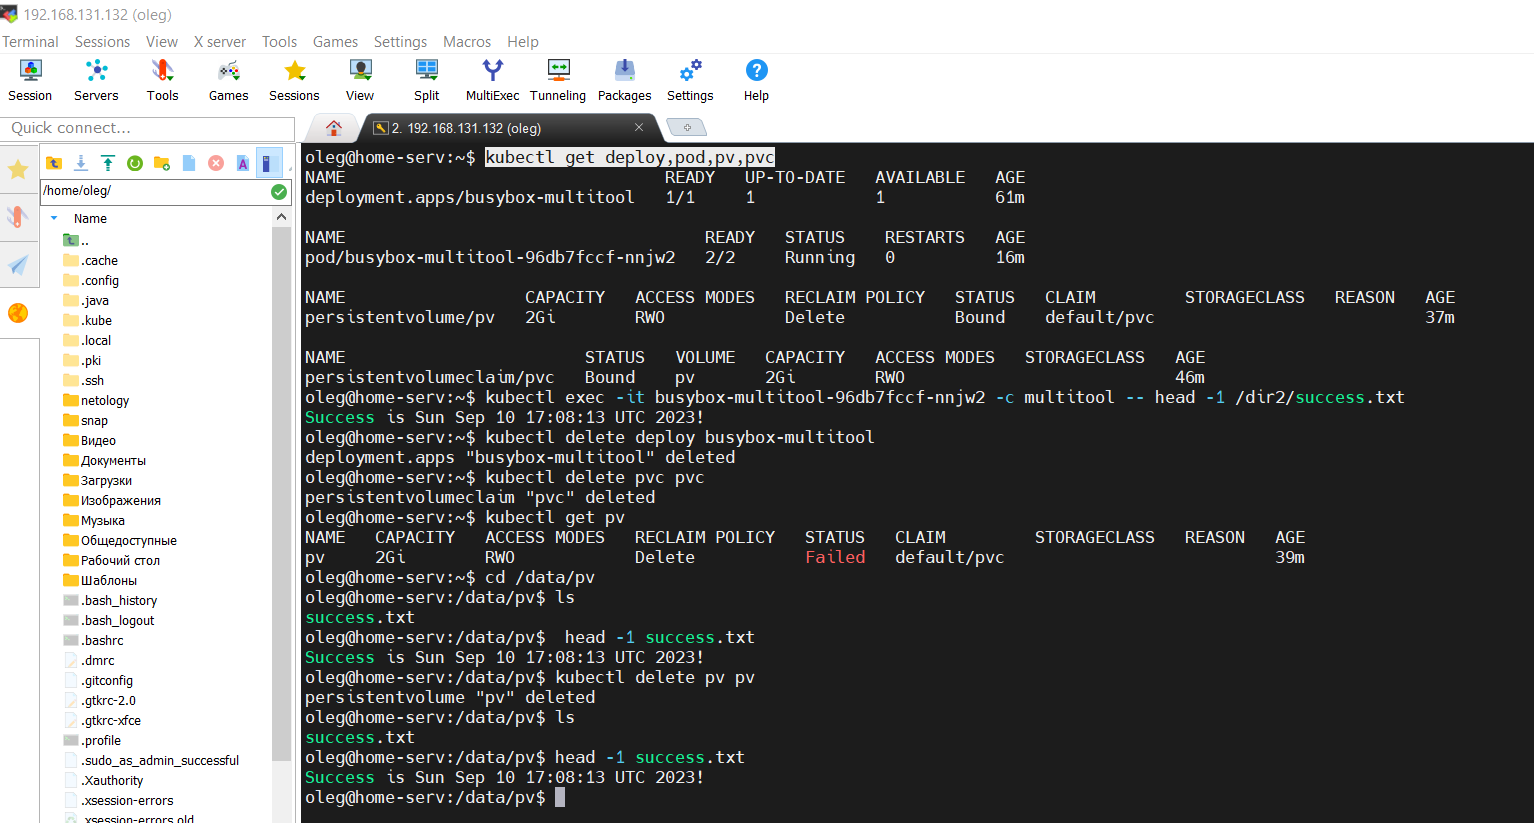 192.168.131.132 (oleg)
Terminal Sessions View X server Tools Games Settings Macros Help
Session Servers Tools Games Sessions View Split MultiExec Tunneling Packages Settings Help
Quick connect...
2. 192.168.131.132 (oleg)
/home/oleg/
Name
..
.cache
.config
.java
.kube
.local
.pki
.ssh
netology
snap
Видео
Документы
Загрузки
Изображения
Музыка
Общедоступные
Рабочий стол
Шаблоны
.bash_history
.bash_logout
.bashrc
.dmrc
.gitconfig
.gtkrc-2.0
.gtkrc-xfce
.profile
.sudo_as_admin_successful
.Xauthority
.xsession-errors
.xsession-errors.old
oleg@home-serv:~$ kubectl get deploy,pod,pv,pvc
NAME READY UP-TO-DATE AVAILABLE AGE
deployment.apps/busybox-multitool 1/1 1 1 61m
NAME READY STATUS RESTARTS AGE
pod/busybox-multitool-96db7fccf-nnjw2 2/2 Running 0 16m
NAME CAPACITY ACCESS MODES RECLAIM POLICY STATUS CLAIM STORAGECLASS REASON AGE
persistentvolume/pv 2Gi RWO Delete Bound default/pvc 37m
NAME STATUS VOLUME CAPACITY ACCESS MODES STORAGECLASS AGE
persistentvolumeclaim/pvc Bound pv 2Gi RWO 46m
oleg@home-serv:~$ kubectl exec -it busybox-multitool-96db7fccf-nnjw2 -c multitool -- head -1 /dir2/success.txt
Success is Sun Sep 10 17:08:13 UTC 2023!
oleg@home-serv:~$ kubectl delete deploy busybox-multitool
deployment.apps "busybox-multitool" deleted
oleg@home-serv:~$ kubectl delete pvc pvc
persistentvolumeclaim "pvc" deleted
oleg@home-serv:~$ kubectl get pv
NAME CAPACITY ACCESS MODES RECLAIM POLICY STATUS CLAIM STORAGECLASS REASON AGE
pv 2Gi RWO Delete Failed default/pvc 39m
oleg@home-serv:~$ cd /data/pv
oleg@home-serv:/data/pv$ ls
success.txt
oleg@home-serv:/data/pv$  head -1 success.txt
Success is Sun Sep 10 17:08:13 UTC 2023!
oleg@home-serv:/data/pv$ kubectl delete pv pv
persistentvolume "pv" deleted
oleg@home-serv:/data/pv$ ls
success.txt
oleg@home-serv:/data/pv$ head -1 success.txt
Success is Sun Sep 10 17:08:13 UTC 2023!
oleg@home-serv:/data/pv$